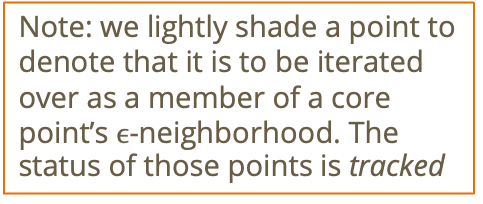 Note: we lightly shade a point to
denote that it is to be iterated
over as a member of a core
point's ϵ-neighborhood. The
status of those points is tracked